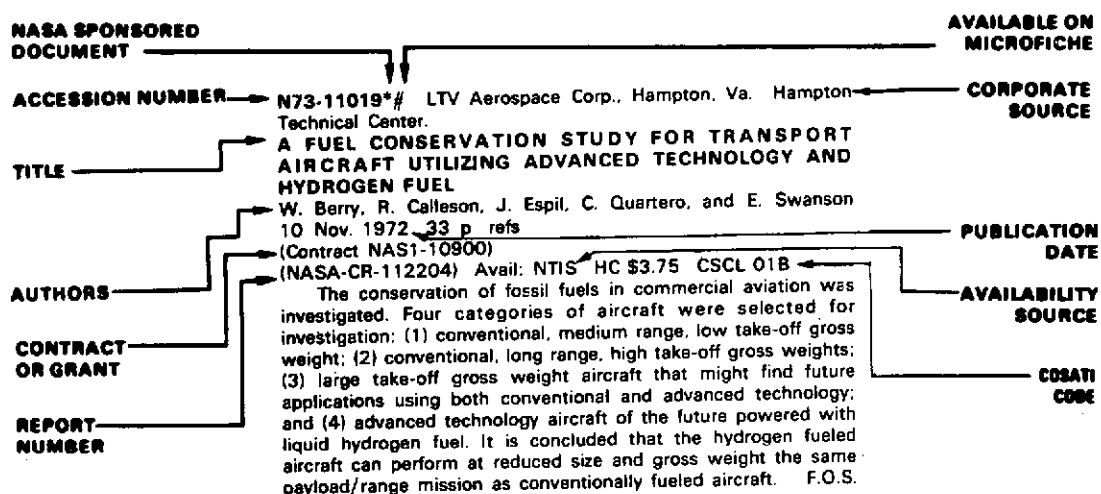 NASA SPONSORED
DOCUMENT
AVAILABLE ON
MICROFICHE
ACCESSION NUMBER
CORPORATE
SOURCE
TITLE
AUTHORS
CONTRACT
OR GRANT
REPORT
NUMBER
PUBLICATION
DATE
AVAILABILITY
SOURCE
COSATI
CODE
N73-11019*# LTV Aerospace Corp., Hampton, Va. Hampton
Technical Center.
A FUEL CONSERVATION STUDY FOR TRANSPORT
AIRCRAFT UTILIZING ADVANCED TECHNOLOGY AND
HYDROGEN FUEL
W. Berry, R. Calleson, J. Espil, C. Quartero, and E. Swanson
10 Nov. 1972 33 p refs
(Contract NAS1-10900)
(NASA-CR-112204) Avail: NTIS HC $3.75 CSCL 01B
The conservation of fossil fuels in commercial aviation was
investigated. Four categories of aircraft were selected for
investigation: (1) conventional, medium range, low take-off gross
weight; (2) conventional, long range, high take-off gross weights;
(3) large take-off gross weight aircraft that might find future
applications using both conventional and advanced technology;
and (4) advanced technology aircraft of the future powered with
liquid hydrogen fuel. It is concluded that the hydrogen fueled
aircraft can perform at reduced size and gross weight the same
payload/range mission as conventionally fueled aircraft. F.O.S.